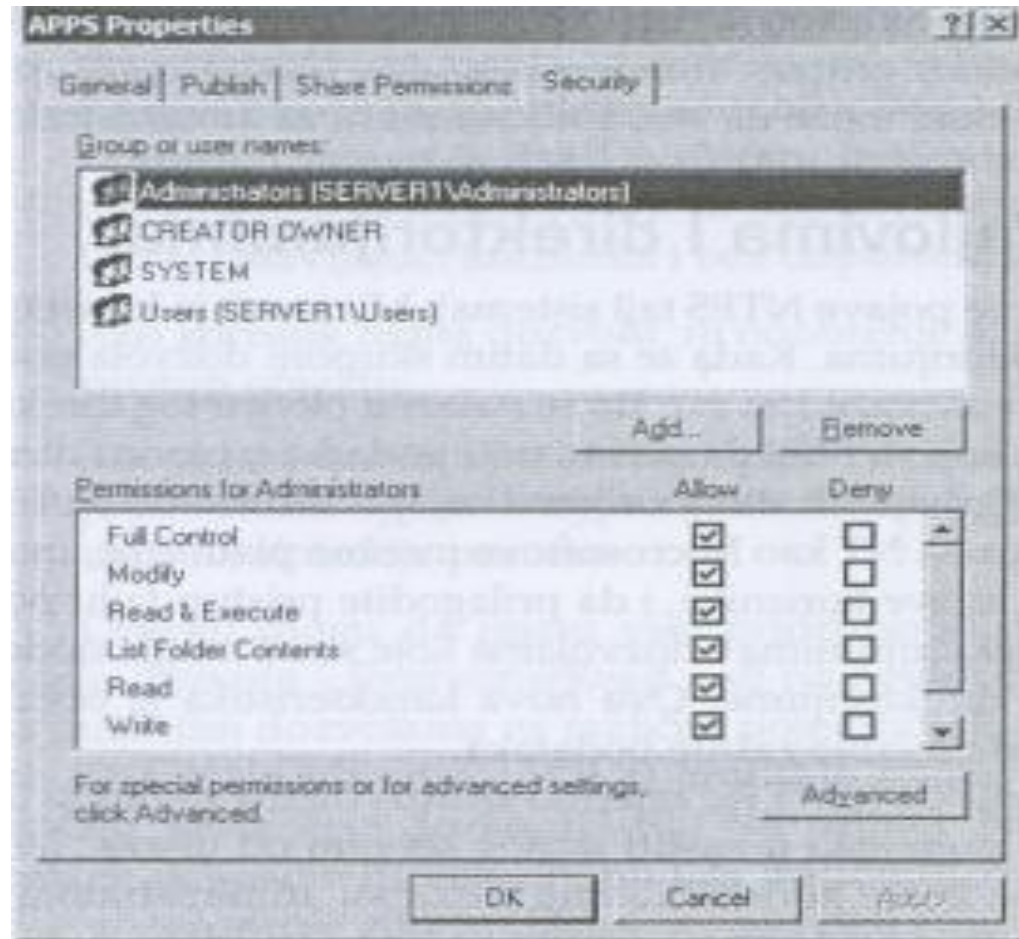 APPS Properties
General Publish Share Permissions Security
Group or user names:
Administrators (SERVER1\Administrators)
CREATOR OWNER
SYSTEM
Users (SERVER1\Users)
Add... Remove
Permissions for Administrators Allow Deny
Full Control
Modify
Read & Execute
List Folder Contents
Read
Write
For special permissions or for advanced settings,
click Advanced.
Advanced
OK Cancel Apply